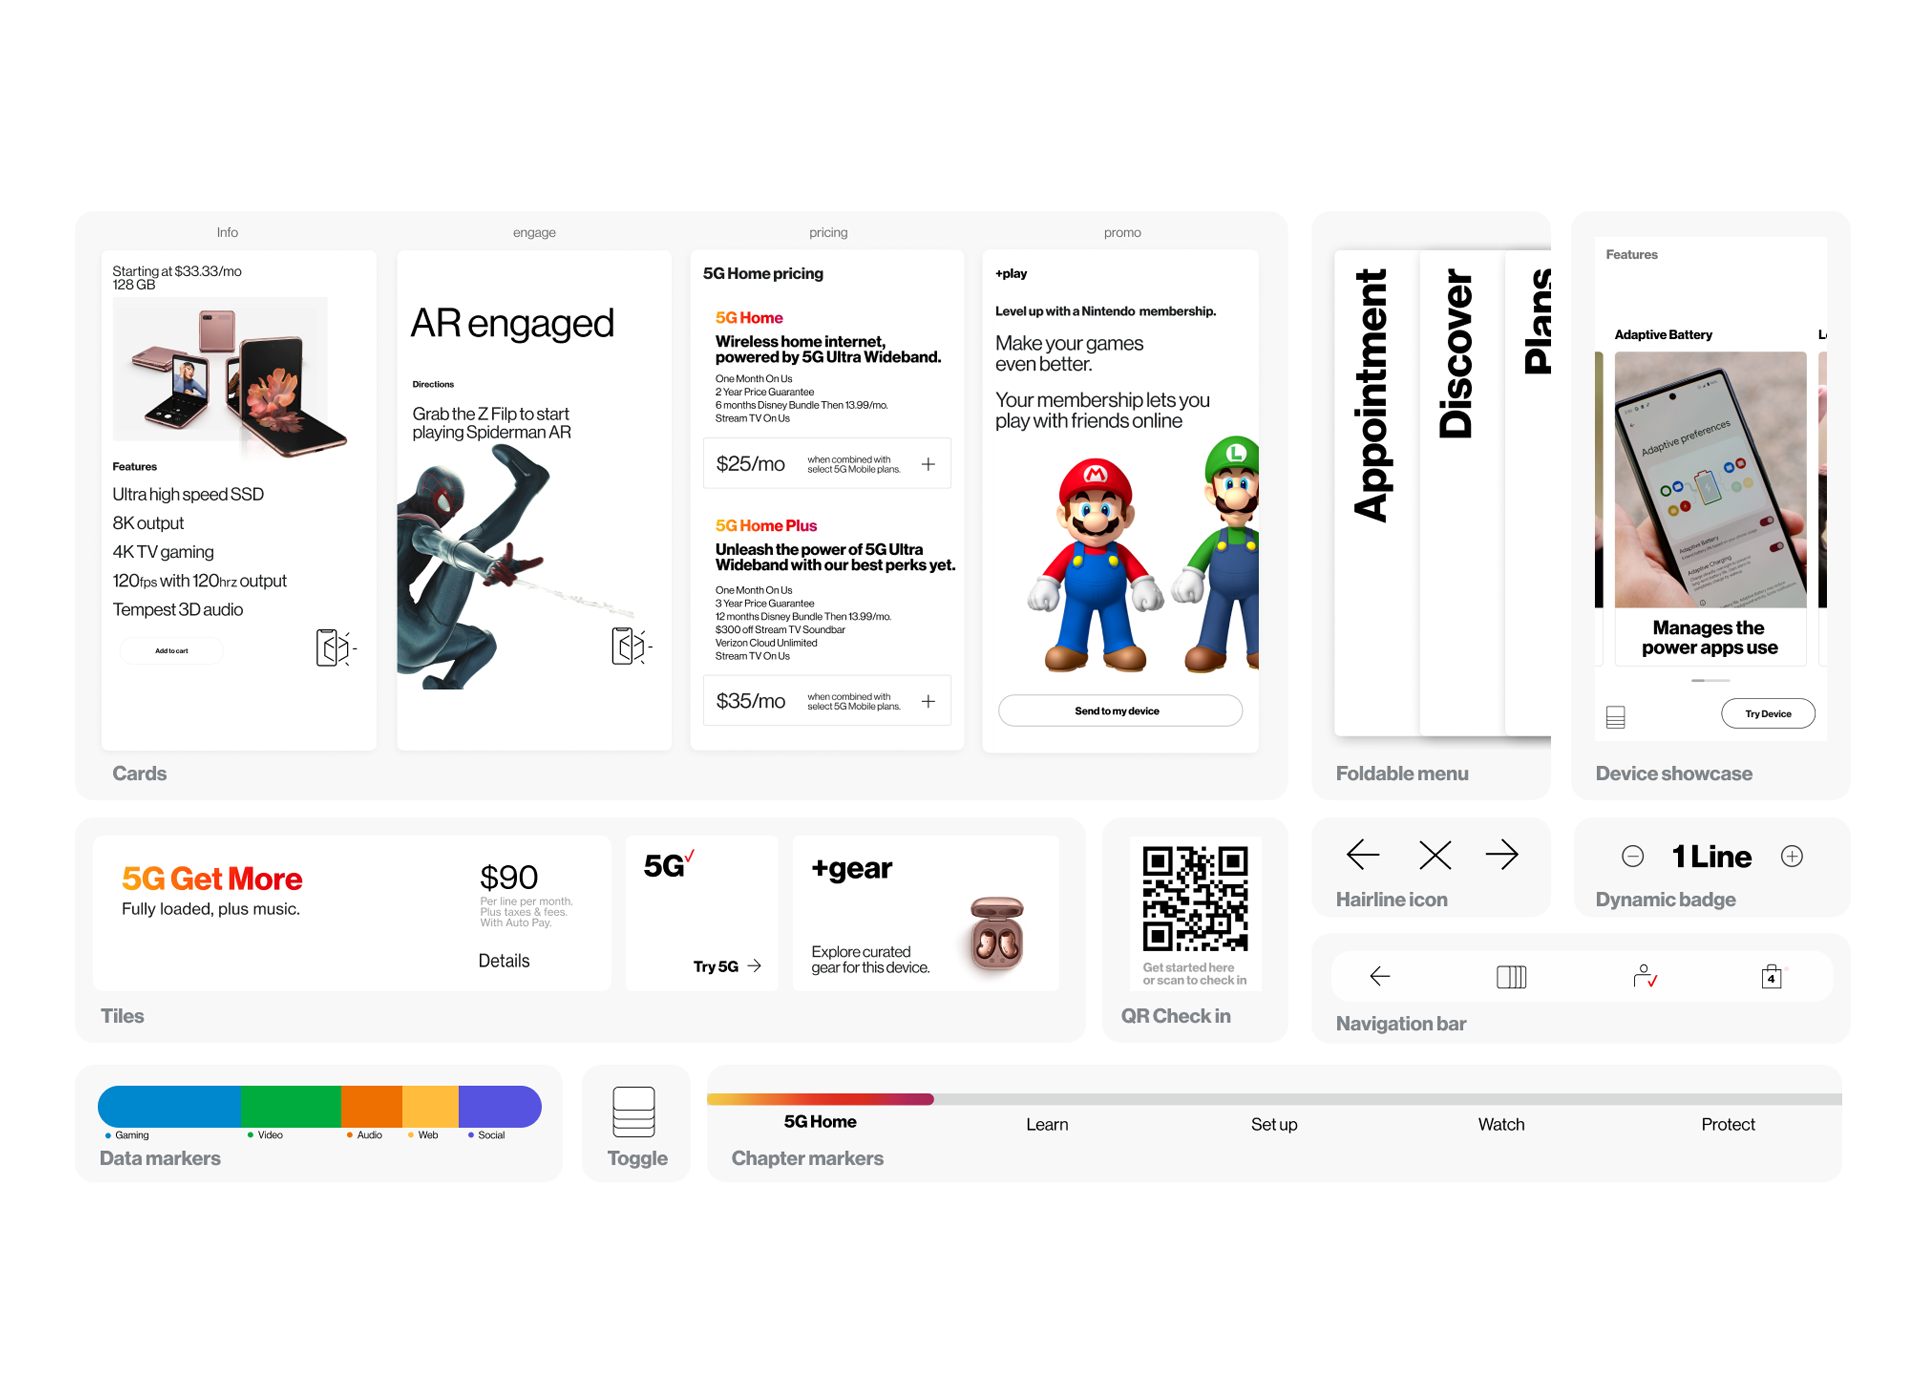 Info
engage
pricing
promo
Starting at $33.33/mo
128 GB
Features
Ultra high speed SSD
8K output
4K TV gaming
120fps with 120hrz output
Tempest 3D audio
Add to cart
AR engaged
Directions
Grab the Z Filp to start
playing Spiderman AR
5G Home pricing
5G Home
Wireless home internet,
powered by 5G Ultra Wideband.
One Month On Us
2 Year Price Guarantee
6 months Disney Bundle Then 13.99/mo.
Stream TV On Us
$25/mo
when combined with
select 5G Mobile plans.
5G Home Plus
Unleash the power of 5G Ultra
Wideband with our best perks yet.
One Month On Us
3 Year Price Guarantee
12 months Disney Bundle Then 13.99/mo.
$300 off Stream TV Soundbar
Verizon Cloud Unlimited
Stream TV On Us
$35/mo
when combined with
select 5G Mobile plans.
+play
Level up with a Nintendo membership.
Make your games
even better.
Your membership lets you
play with friends online
M
L
Send to my device
Cards
Appointment
Discover
Plans
Foldable menu
Features
Adaptive Battery
Adaptive preferences
Adaptive Battery
Adaptive Charging
Manages the
power apps use
Try Device
Device showcase
5G Get More
Fully loaded, plus music.
$90
Per line per month.
Plus taxes & fees.
With Auto Pay.
Details
5G
Try 5G
+gear
Explore curated
gear for this device.
Tiles
Get started here
or scan to check in
QR Check in
Hairline icon
1 Line
Dynamic badge
4
Navigation bar
Gaming
Video
Audio
Web
Social
Data markers
Toggle
5G Home
Learn
Set up
Watch
Protect
Chapter markers